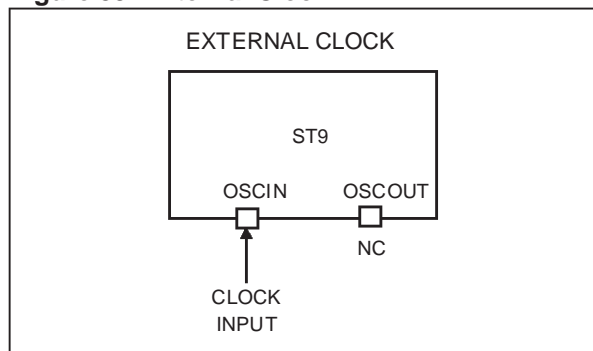 EXTERNAL CLOCK
ST9
OSCIN OSCOUT
NC
CLOCK
INPUT